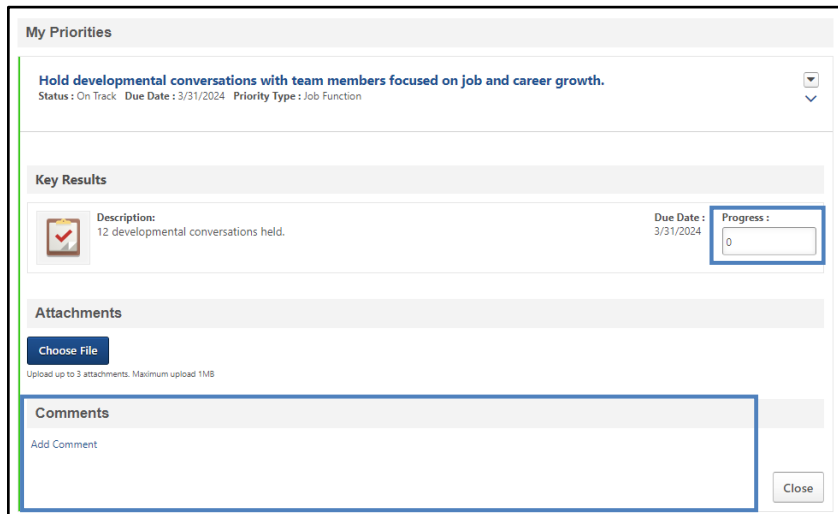 My Priorities
Hold developmental conversations with team members focused on job and career growth.
Status : On Track Due Date : 3/31/2024 Priority Type : Job Function
Key Results
Description:
12 developmental conversations held.
Due Date :
3/31/2024
Progress :
0
Attachments
Choose File
Upload up to 3 attachments. Maximum upload 1MB
Comments
Add Comment
Close